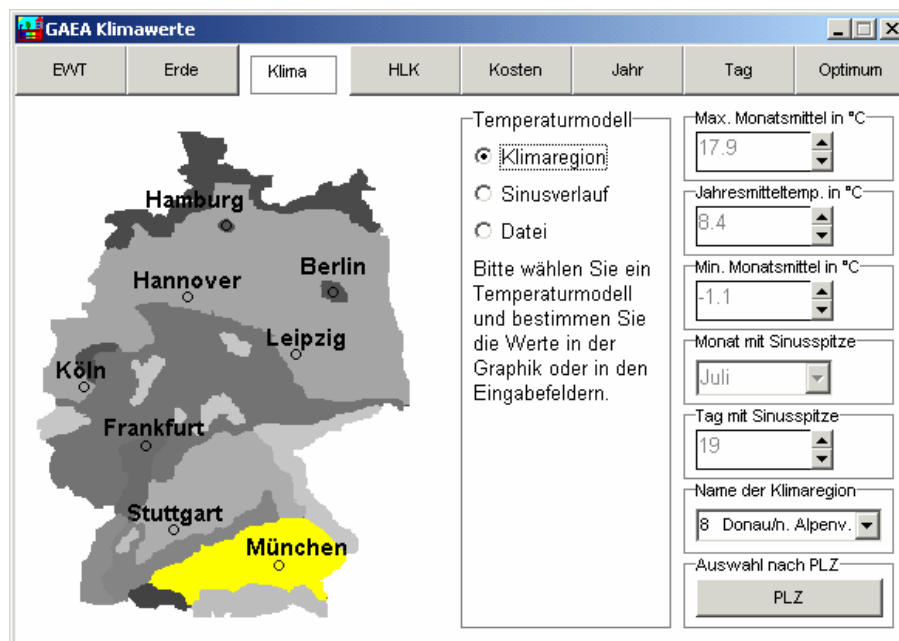 GAEA Klimawerte
EWT Erde Klima HLK Kosten Jahr Tag Optimum
Hamburg
Hannover
Berlin
Leipzig
Köln
Frankfurt
Stuttgart
München
Temperaturmodell
Klimaregion
Sinusverlauf
Datei
Bitte wählen Sie ein
Temperaturmodell
und bestimmen Sie
die Werte in der
Graphik oder in den
Eingabefeldern.
Max. Monatsmittel in °C
17.9
Jahresmitteltemp. in °C
8.4
Min. Monatsmittel in °C
-1.1
Monat mit Sinusspitze
Juli
Tag mit Sinusspitze
19
Name der Klimaregion
8 Donau/n. Alpenv.
Auswahl nach PLZ
PLZ